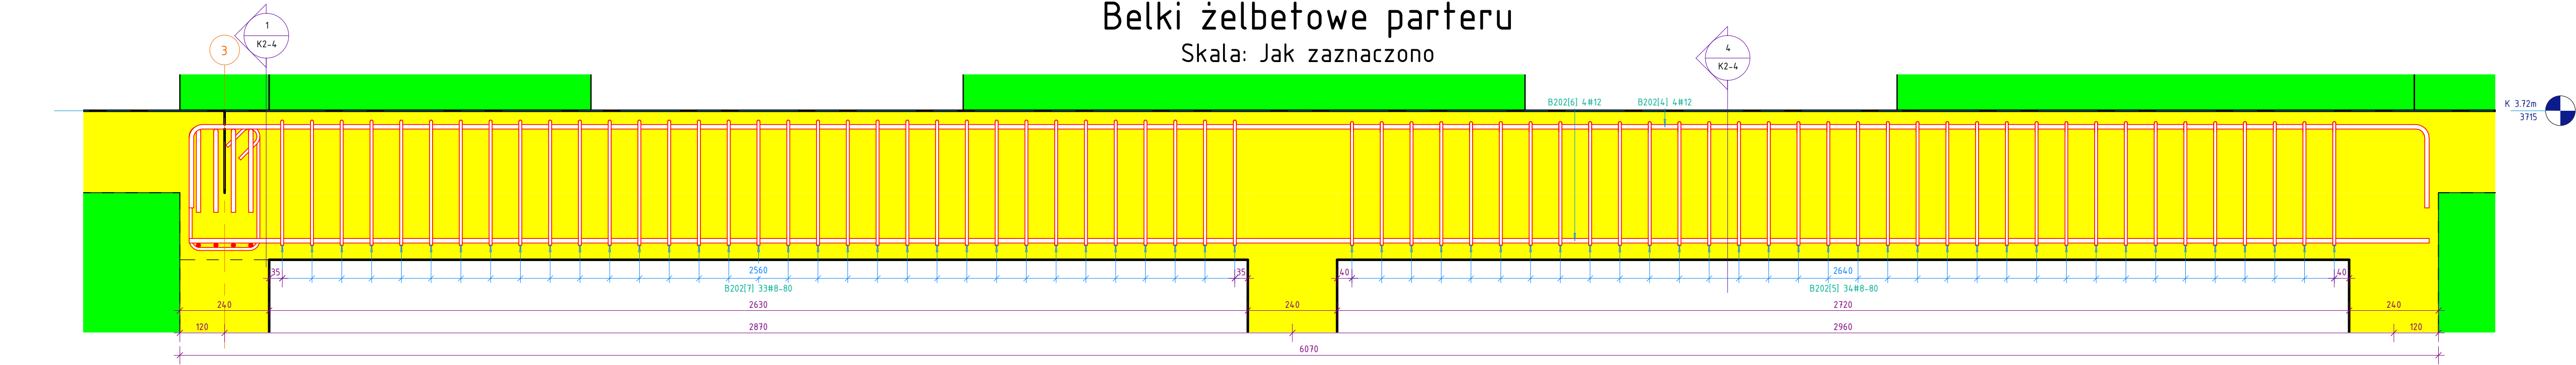 Belki żelbetowe parteru
Skala: Jak zaznaczono
1
K2-4
3
4
K2-4
B202[6] 4#12
B202[4] 4#12
K 3.72m
3715
35
2560
35
40
2640
40
B202[7] 33#8-80
B202[5] 34#8-80
240
2630
240
2720
240
120
2870
2960
120
6070